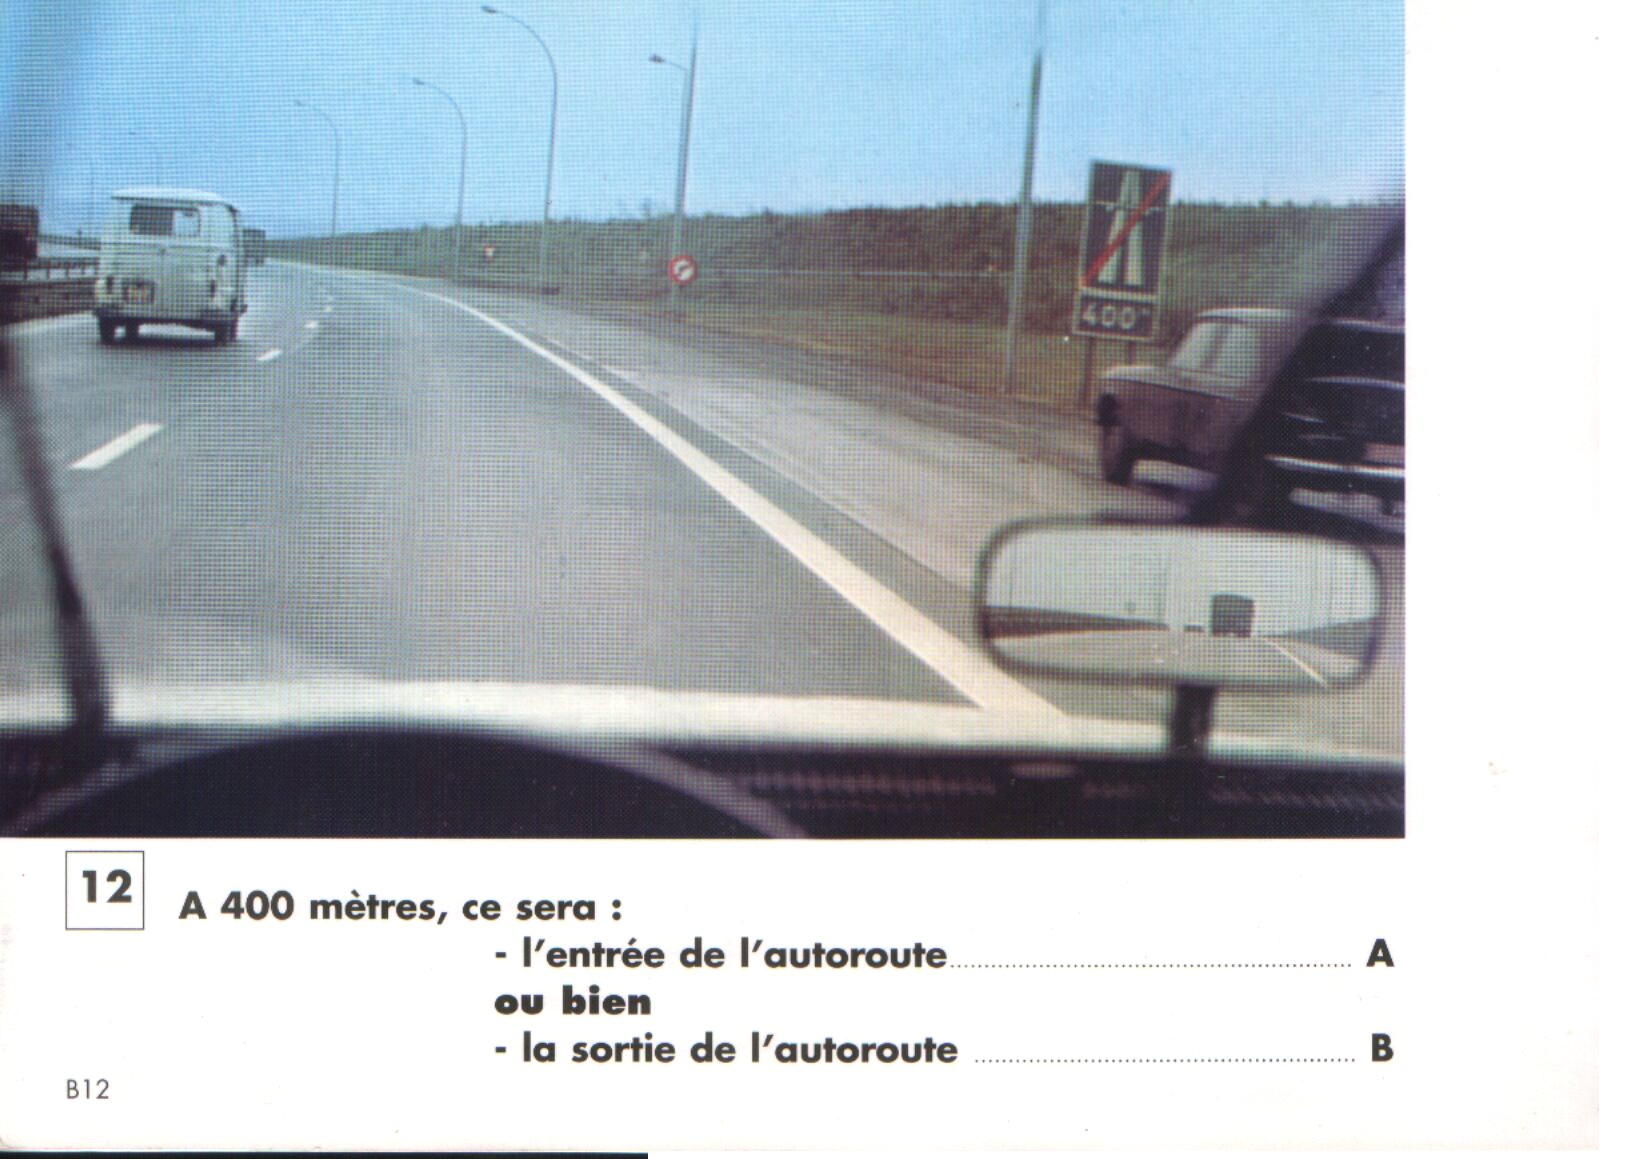 400m
12
A 400 mètres, ce sera :
- l'entrée de l'autoroute A
ou bien
- la sortie de l'autoroute B
B12